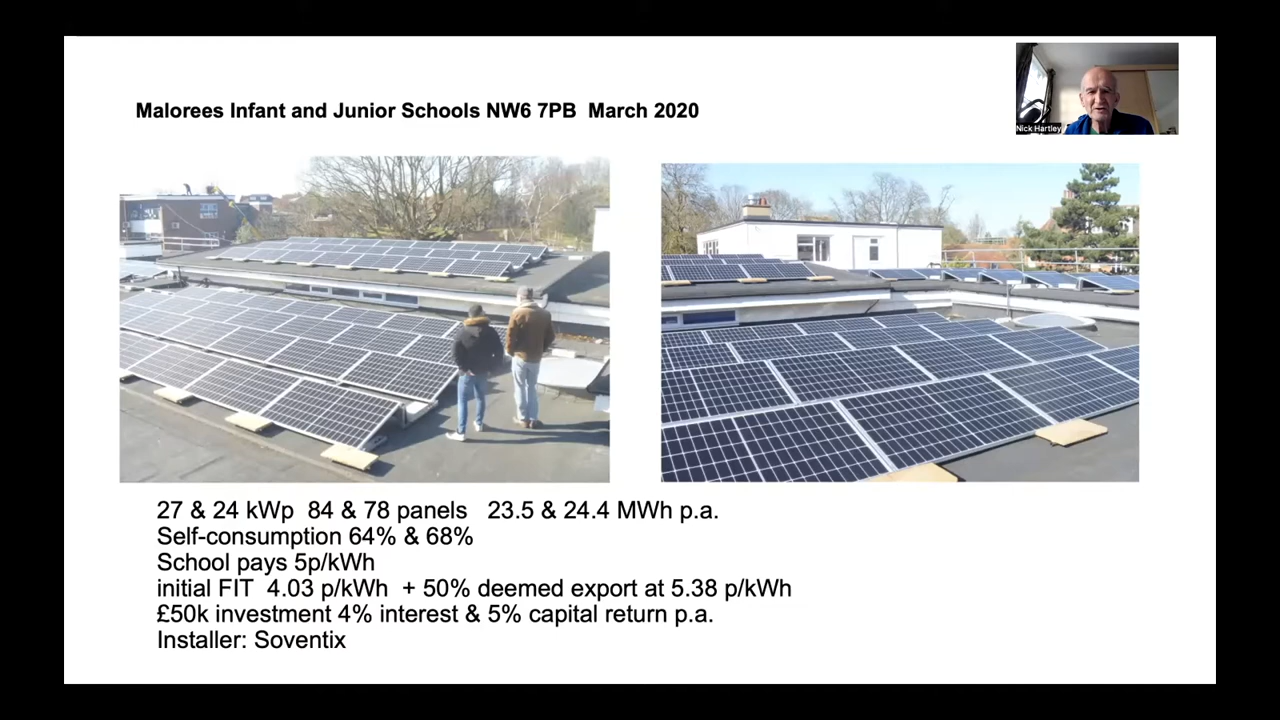 Malorees Infant and Junior Schools NW6 7PB March 2020
Nick Hartley
27 & 24 kWp 84 & 78 panels 23.5 & 24.4 MWh p.a.
Self-consumption 64% & 68%
School pays 5p/kWh
initial FIT 4.03 p/kWh + 50% deemed export at 5.38 p/kWh
£50k investment 4% interest & 5% capital return p.a.
Installer: Soventix